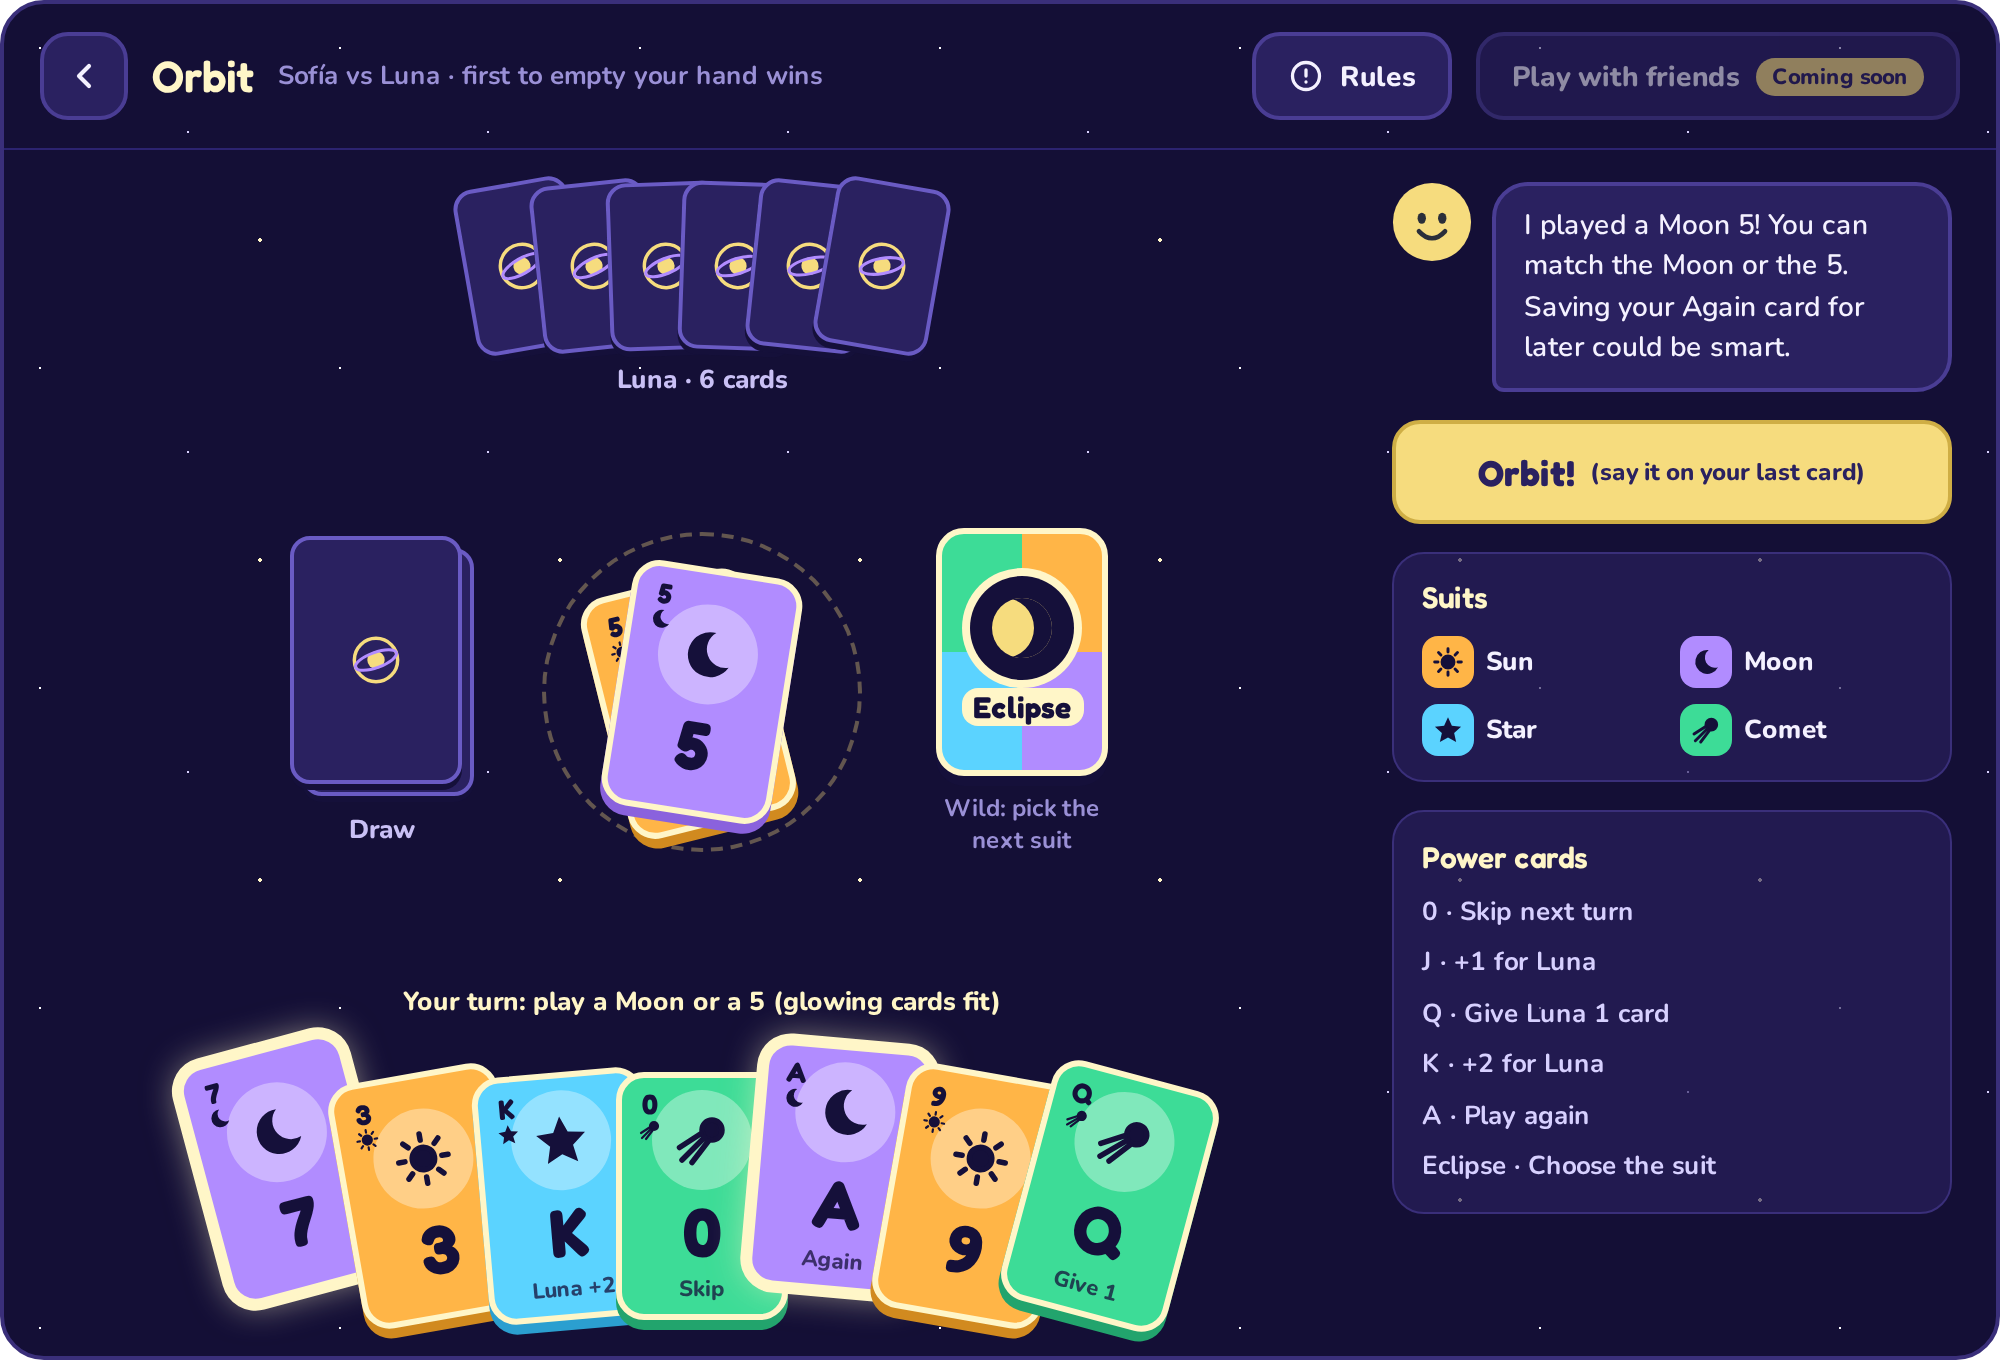 Orbit
Sofía vs Luna · first to empty your hand wins
Rules
Play with friends
Coming soon
Luna · 6 cards
I played a Moon 5! You can
match the Moon or the 5.
Saving your Again card for
later could be smart.
Orbit! (say it on your last card)
Suits
Sun
Moon
Star
Comet
Draw
5
5
5
Eclipse
Wild: pick the
next suit
Power cards
0 · Skip next turn
J · +1 for Luna
Q · Give Luna 1 card
K · +2 for Luna
A · Play again
Eclipse · Choose the suit
Your turn: play a Moon or a 5 (glowing cards fit)
7
7
3
3
K
K
Luna +2
0
0
Skip
A
A
Again
9
9
Q
Q
Give 1